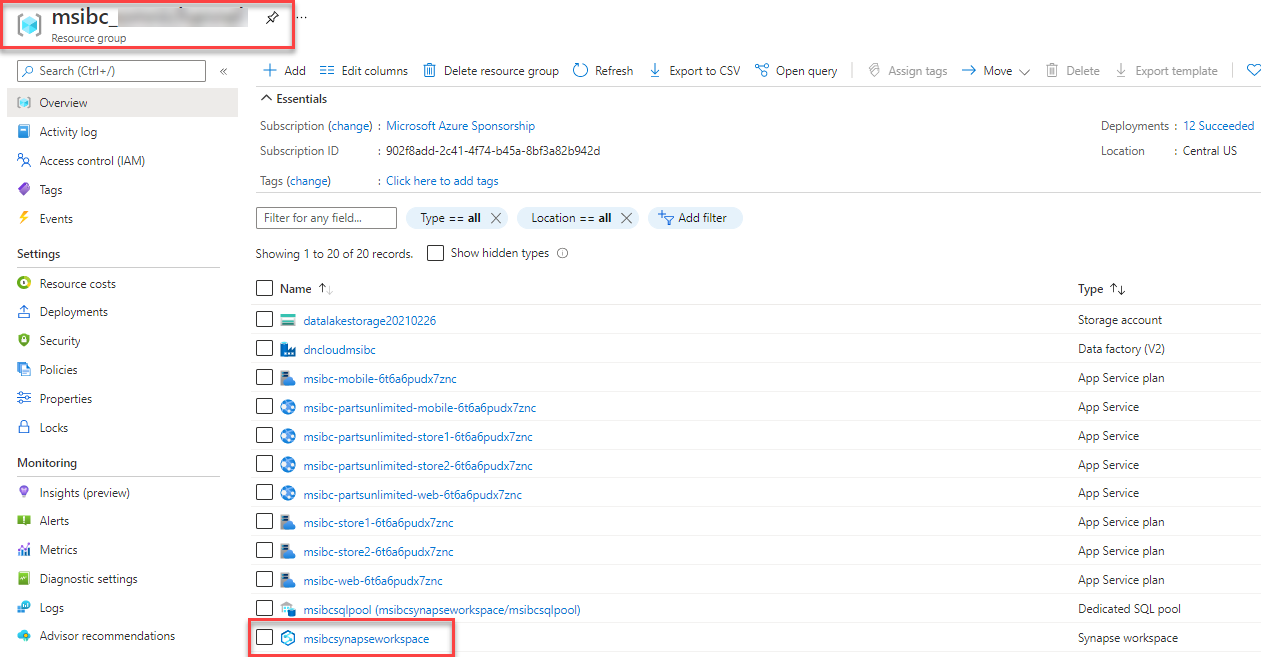 msibc_
Resource group
Search (Ctrl+/)
«
Add
Edit columns
Delete resource group
Refresh
Export to CSV
Open query
Assign tags
Move
Delete
Export template
Overview
Activity log
Access control (IAM)
Tags
Events
Settings
Resource costs
Deployments
Security
Policies
Properties
Locks
Monitoring
Insights (preview)
Alerts
Metrics
Diagnostic settings
Logs
Advisor recommendations
Essentials
Subscription (change) : Microsoft Azure Sponsorship
Deployments : 12 Succeeded
Subscription ID : 902f8add-2c41-4f74-b45a-8bf3a82b942d
Location : Central US
Tags (change) : Click here to add tags
Filter for any field...
Type == all
Location == all
Add filter
Showing 1 to 20 of 20 records.
Show hidden types
Name Type
datalakestorage20210226 Storage account
dncloudmsibc Data factory (V2)
msibc-mobile-6t6a6pudx7znc App Service plan
msibc-partsunlimited-mobile-6t6a6pudx7znc App Service
msibc-partsunlimited-store1-6t6a6pudx7znc App Service
msibc-partsunlimited-store2-6t6a6pudx7znc App Service
msibc-partsunlimited-web-6t6a6pudx7znc App Service
msibc-store1-6t6a6pudx7znc App Service plan
msibc-store2-6t6a6pudx7znc App Service plan
msibc-web-6t6a6pudx7znc App Service plan
msibcsqlpool (msibcsynapseworkspace/msibcsqlpool) Dedicated SQL pool
msibcsynapseworkspace Synapse workspace